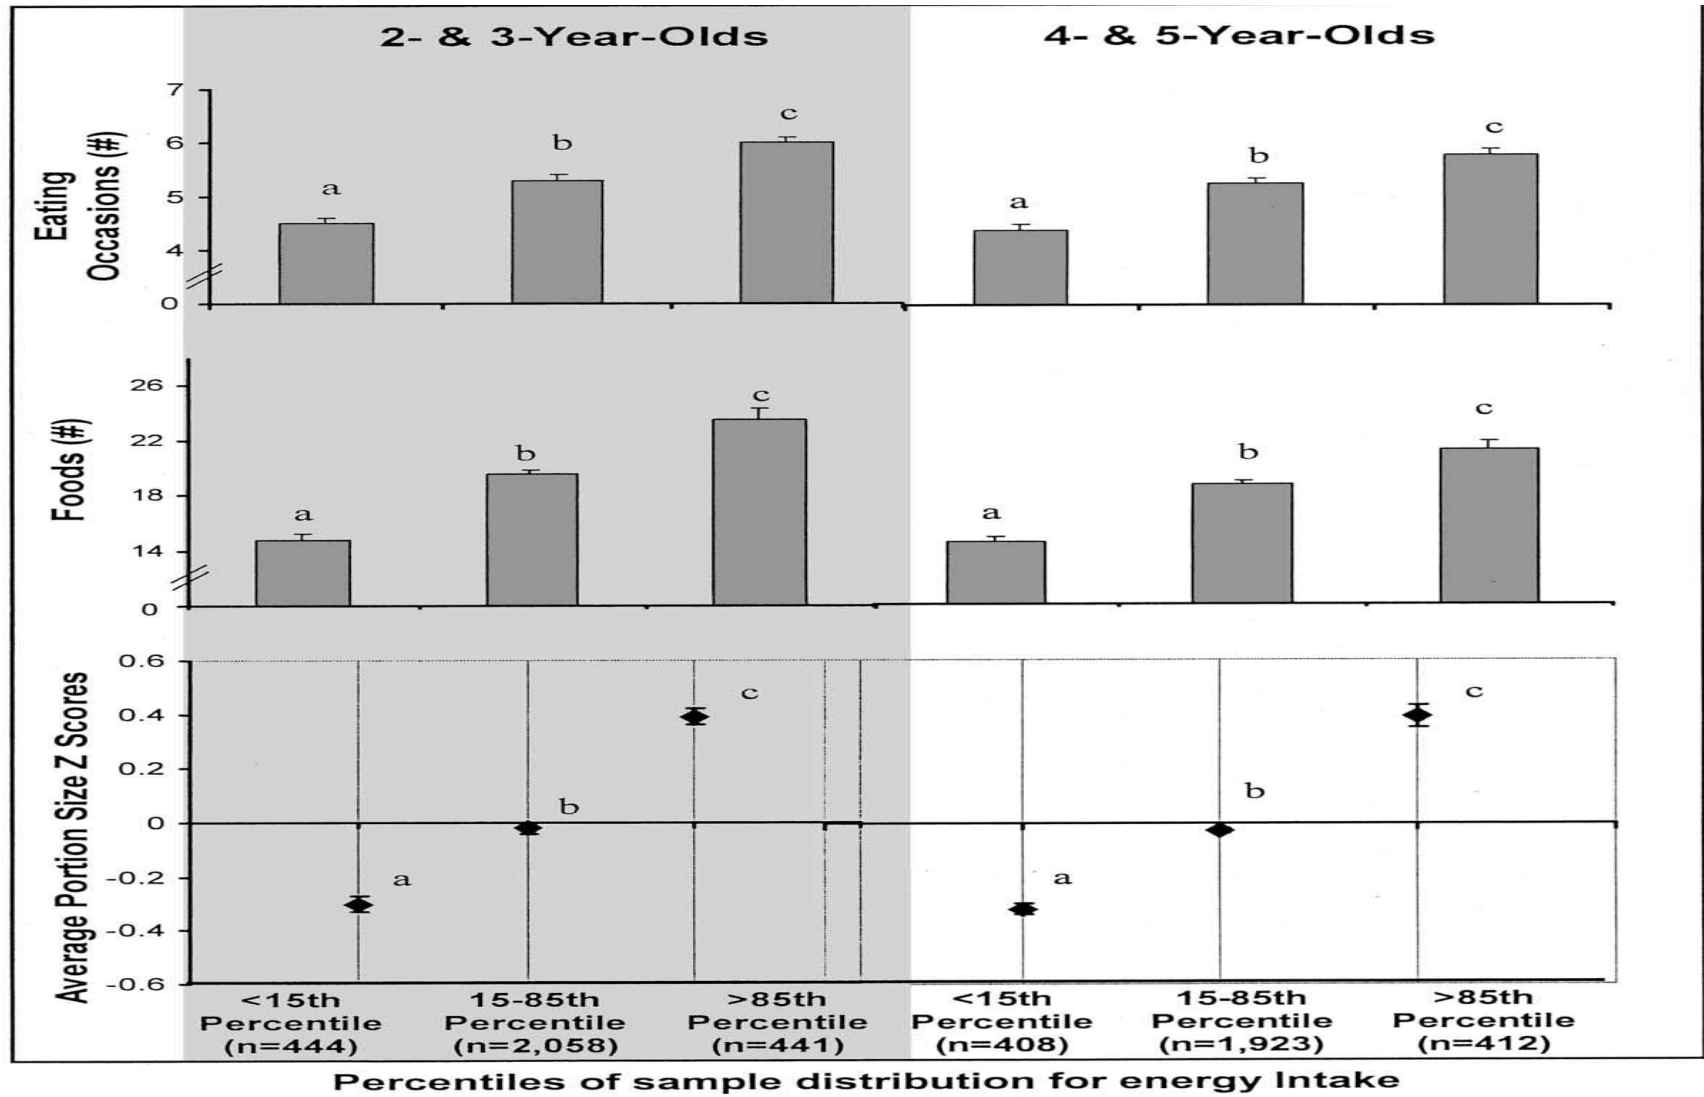 2- & 3-Year-Olds
4- & 5-Year-Olds
Eating
Occasions (#)
7
6
5
4
0
a
b
c
a
b
c
Foods (#)
26
22
18
14
0
a
b
c
a
b
c
Average Portion Size Z Scores
0.6
0.4
0.2
0
-0.2
-0.4
-0.6
a
b
c
a
b
c
<15th
Percentile
(n=444)
15-85th
Percentile
(n=2,058)
>85th
Percentile
(n=441)
<15th
Percentile
(n=408)
15-85th
Percentile
(n=1,923)
>85th
Percentile
(n=412)
Percentiles of sample distribution for energy Intake